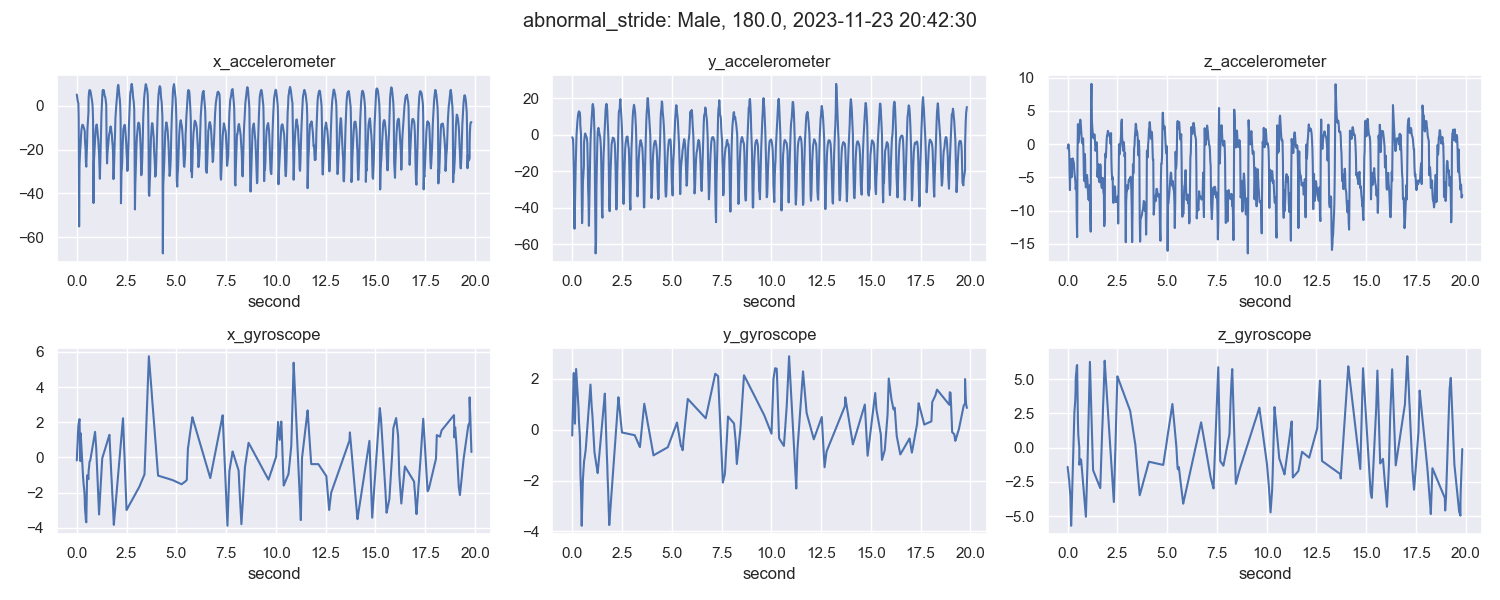 abnormal_stride: Male, 180.0, 2023-11-23 20:42:30
x_accelerometer
0
−20
−40
−60
0.0 2.5 5.0 7.5 10.0 12.5 15.0 17.5 20.0
second
y_accelerometer
20
0
−20
−40
−60
0.0 2.5 5.0 7.5 10.0 12.5 15.0 17.5 20.0
second
z_accelerometer
10
5
0
−5
−10
−15
0.0 2.5 5.0 7.5 10.0 12.5 15.0 17.5 20.0
second
x_gyroscope
6
4
2
0
−2
−4
0.0 2.5 5.0 7.5 10.0 12.5 15.0 17.5 20.0
second
y_gyroscope
2
0
−2
−4
0.0 2.5 5.0 7.5 10.0 12.5 15.0 17.5 20.0
second
z_gyroscope
5.0
2.5
0.0
−2.5
−5.0
0.0 2.5 5.0 7.5 10.0 12.5 15.0 17.5 20.0
second